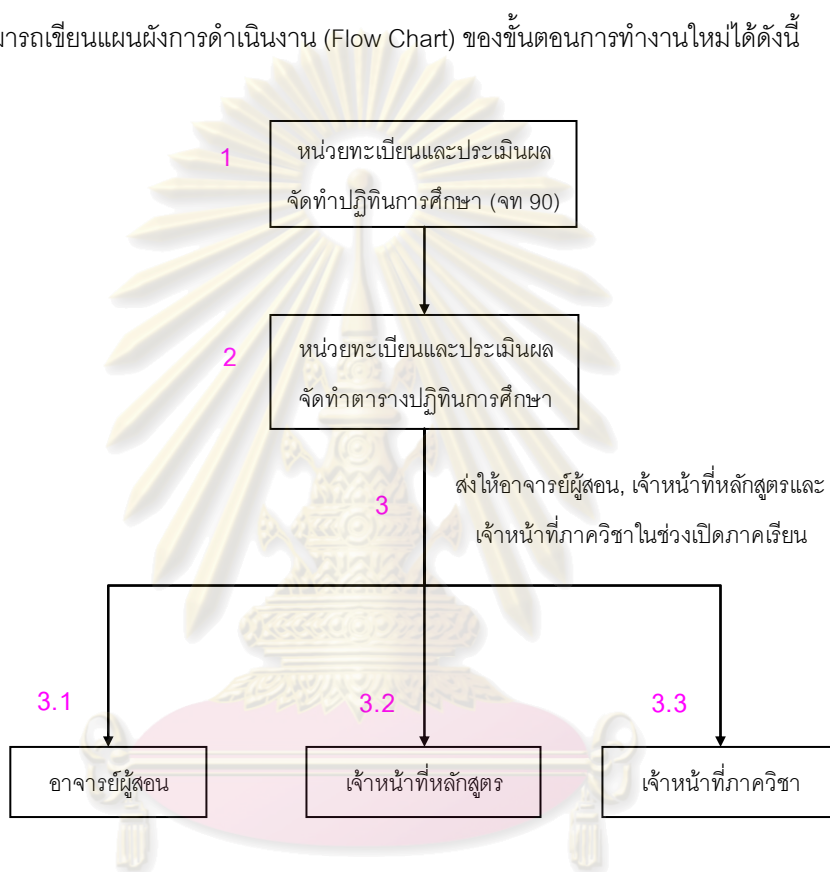 มารถเขียนแผนผังการดำเนินงาน (Flow Chart) ของขั้นตอนการทำงานใหม่ได้ดังนี้
1
หน่วยทะเบียนและประเมินผล
จัดทำปฏิทินการศึกษา (จท 90)
2
หน่วยทะเบียนและประเมินผล
จัดทำตารางปฏิทินการศึกษา
3
ส่งให้อาจารย์ผู้สอน, เจ้าหน้าที่หลักสูตรและ
เจ้าหน้าที่ภาควิชาในช่วงเปิดภาคเรียน
3.1
3.2
3.3
อาจารย์ผู้สอน
เจ้าหน้าที่หลักสูตร
เจ้าหน้าที่ภาควิชา